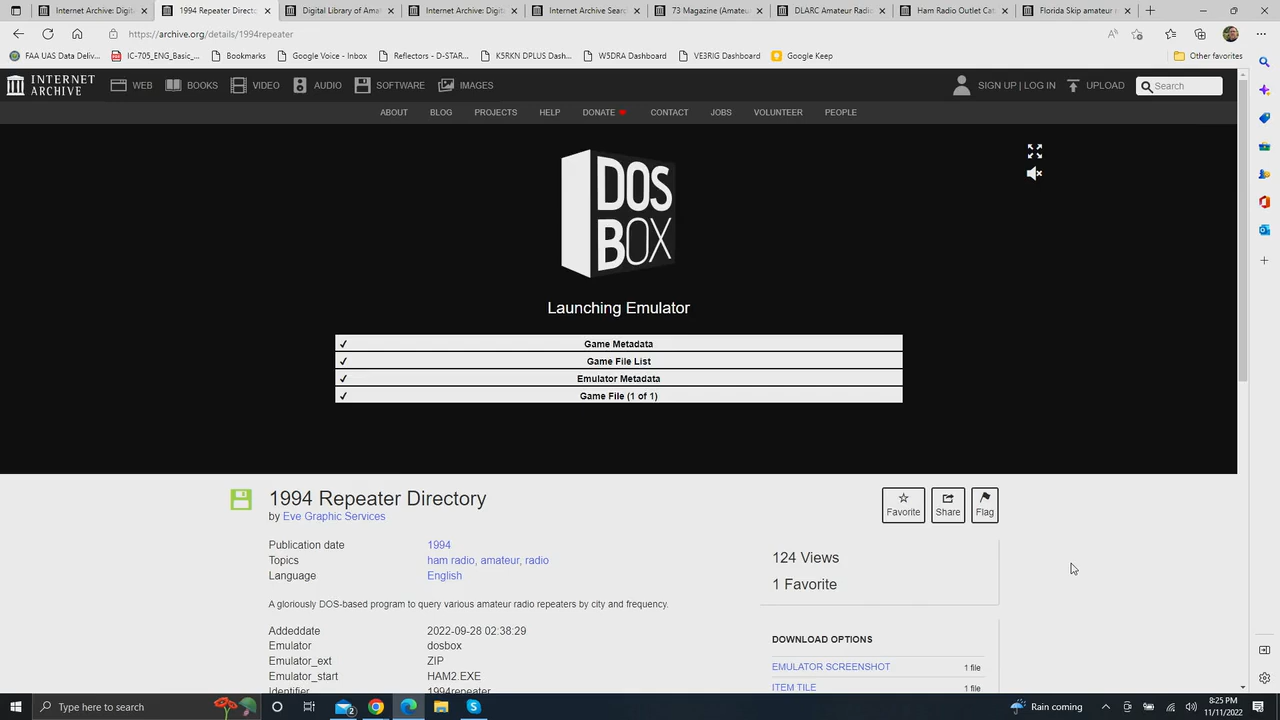 Internet Archive: Digit
1994 Repeater Directo
Digital Library of Ama
Internet Archive: Digit
Internet Archive Sear
73 Magazine (Amateu
DLARC Amateur Radio
Ham Radio Outlet Cat
Florida Skip amateur r
https://archive.org/details/1994repeater
FAA UAS Data Deliv...
IC-705_ENG_Basic_...
Bookmarks
Google Voice - Inbox
Reflectors - D-STAR...
K5RKN DPLUS Dash...
W5DRA Dashboard
VE3RIG Dashboard
Google Keep
Other favorites
INTERNET ARCHIVE
WEB
BOOKS
VIDEO
AUDIO
SOFTWARE
IMAGES
SIGN UP | LOG IN
UPLOAD
Search
ABOUT
BLOG
PROJECTS
HELP
DONATE
CONTACT
JOBS
VOLUNTEER
PEOPLE
DOS
BOX
Launching Emulator
✓ Game Metadata
✓ Game File List
✓ Emulator Metadata
✓ Game File (1 of 1)
1994 Repeater Directory
by Eve Graphic Services
Favorite
Share
Flag
Publication date 1994
Topics ham radio, amateur, radio
Language English
124 Views
1 Favorite
A gloriously DOS-based program to query various amateur radio repeaters by city and frequency.
Addeddate 2022-09-28 02:38:29
Emulator dosbox
Emulator_ext ZIP
Emulator_start HAM2.EXE
Identifier 1994repeater
DOWNLOAD OPTIONS
EMULATOR SCREENSHOT 1 file
ITEM TILE 1 file
Type here to search
2
Rain coming
8:25 PM
11/11/2022